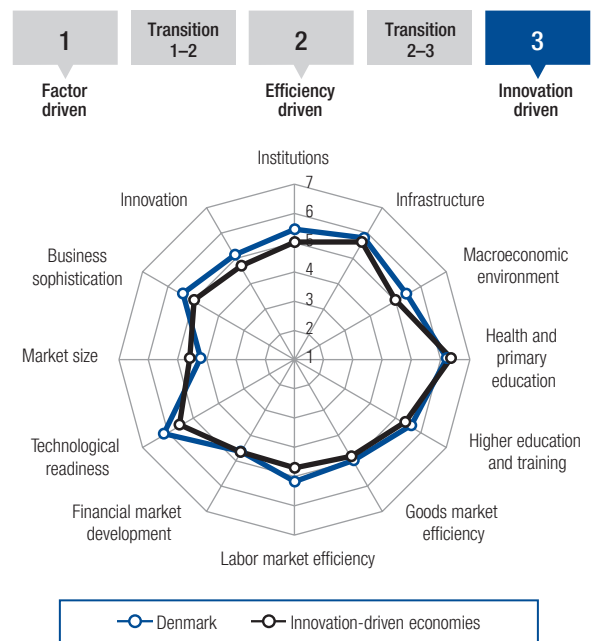 1
Transition
1–2
2
Transition
2–3
3
Factor
driven
Efficiency
driven
Innovation
driven
Institutions
7
Innovation
Infrastructure
6
5
Business
sophistication
Macroeconomic
environment
4
3
2
Market size
1
Health and
primary
education
Technological
readiness
Higher education
and training
Financial market
development
Goods market
efficiency
Labor market efficiency
Denmark
Innovation-driven economies